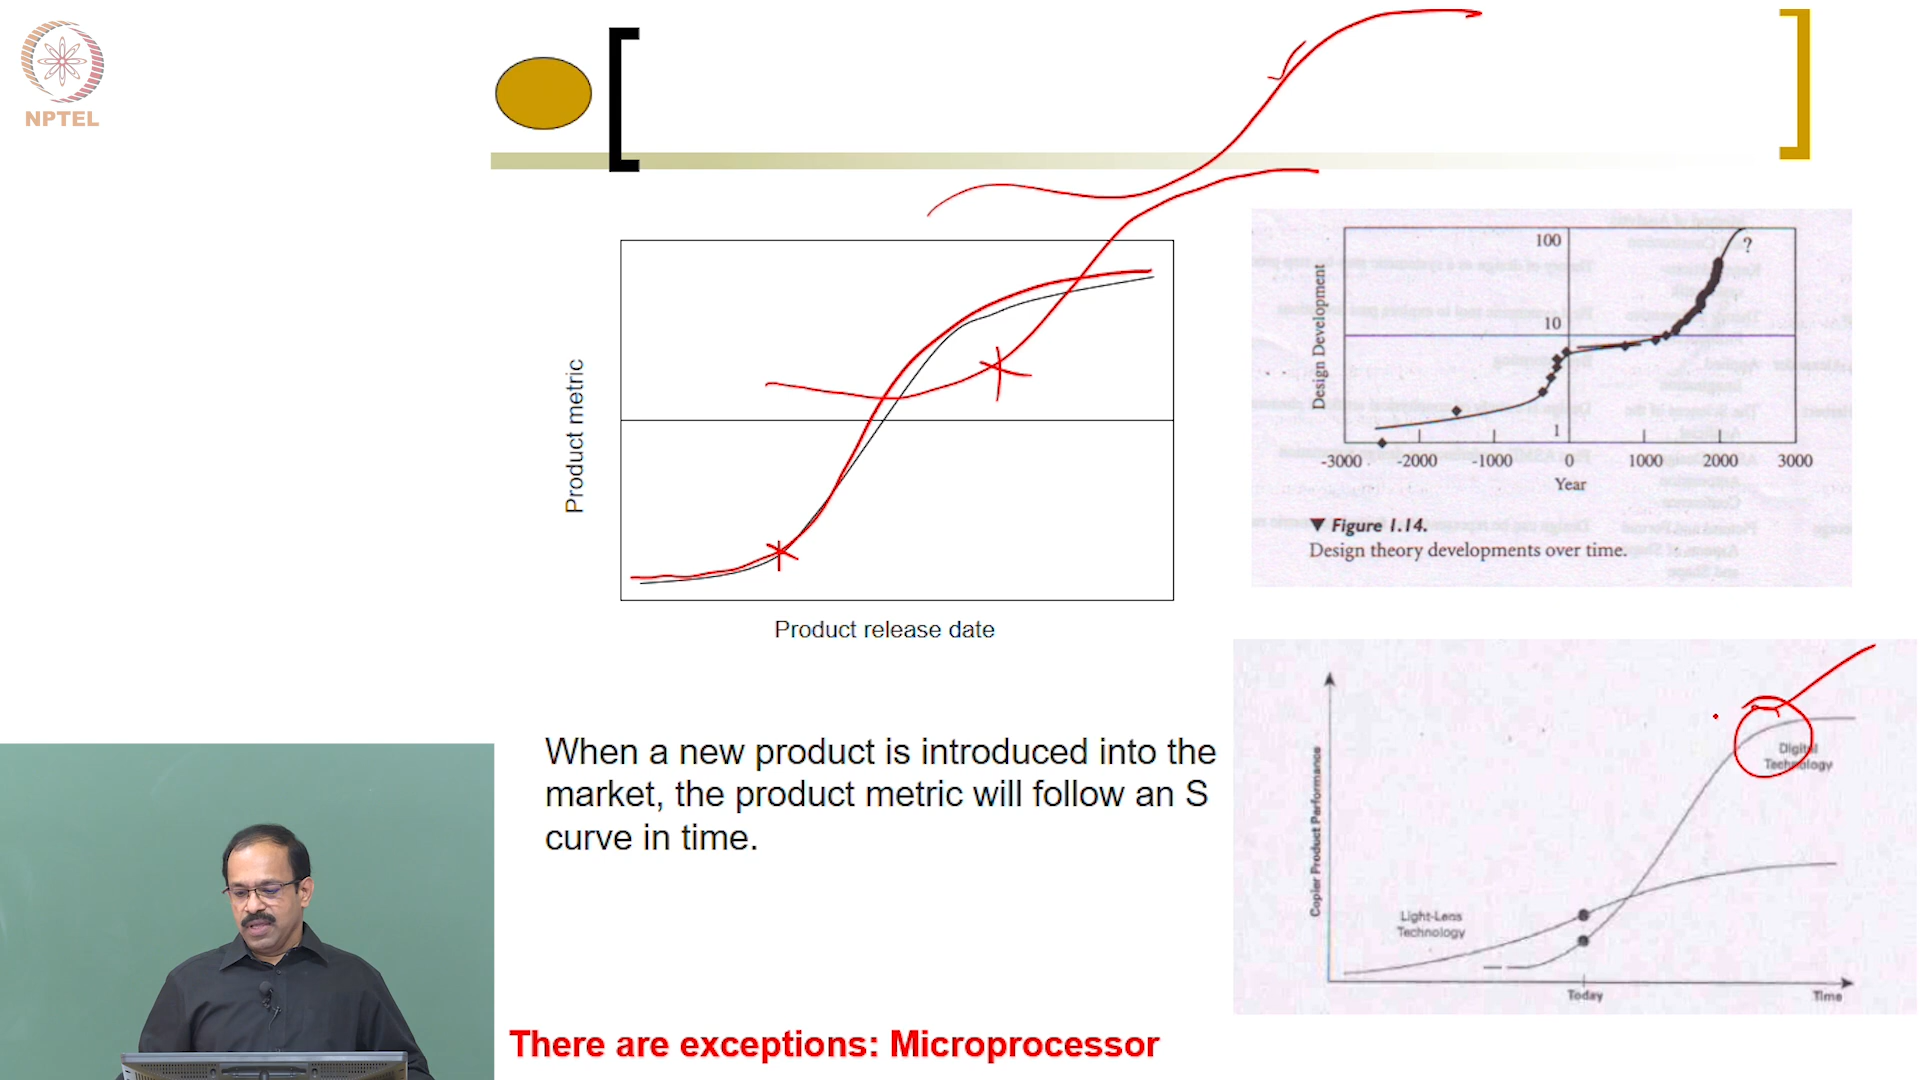 NPTEL
Product metric
Product release date
100
?
10
1
Design Development
-3000
-2000
-1000
0
1000
2000
3000
Year
▼ Figure 1.14.
Design theory developments over time.
When a new product is introduced into the
market, the product metric will follow an S
curve in time.
Copier Product Performance
Digital
Technology
Light-Lens
Technology
Today
Time
There are exceptions: Microprocessor